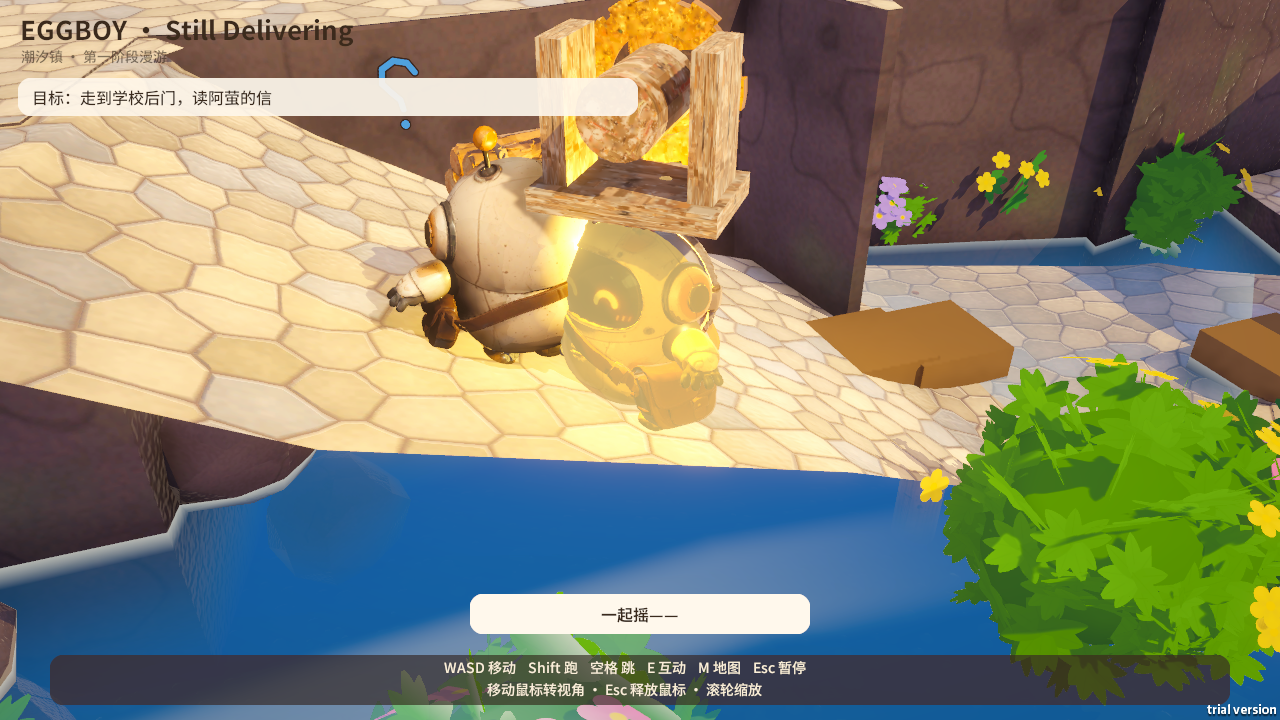 EGGBOY · Still Delivering
潮汐镇 · 第一阶段漫游
目标：走到学校后门，读阿萤的信
一起摇——
WASD 移动 Shift 跑 空格 跳 E 互动 M 地图 Esc 暂停
移动鼠标转视角 · Esc 释放鼠标 · 滚轮缩放
trial version